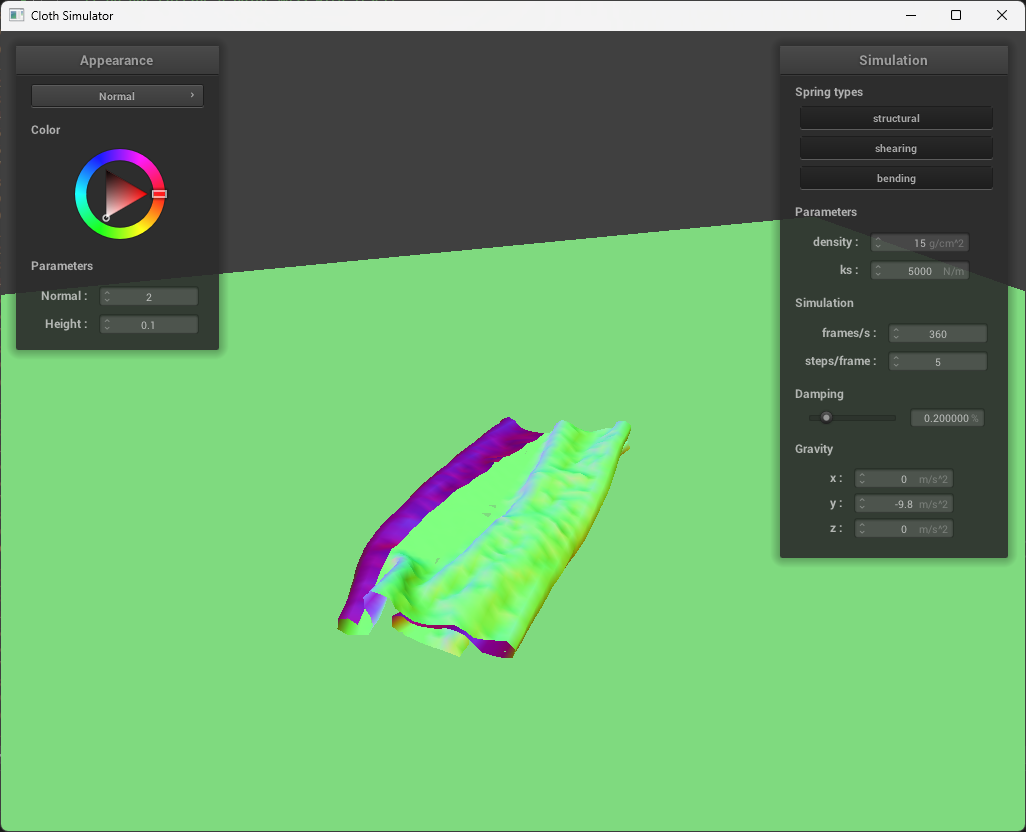 Cloth Simulator
Appearance
Normal
Color
Parameters
Normal : 2
Height : 0.1
Simulation
Spring types
structural
shearing
bending
Parameters
density : 15 g/cm^2
ks : 5000 N/m
Simulation
frames/s : 360
steps/frame : 5
Damping
0.200000 %
Gravity
x : 0 m/s^2
y : -9.8 m/s^2
z : 0 m/s^2